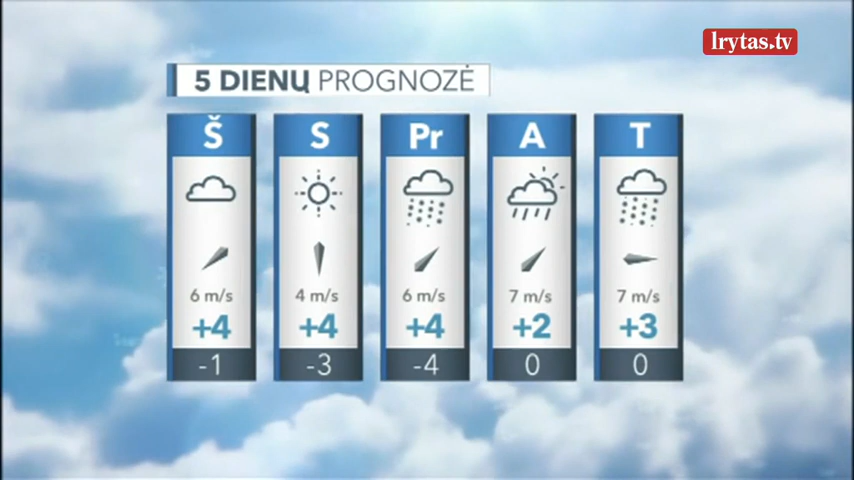 lrytas.tv
5 DIENŲ PROGNOZĖ
Š S Pr A T
6 m/s 4 m/s 6 m/s 7 m/s 7 m/s
+4 +4 +4 +2 +3
-1 -3 -4 0 0